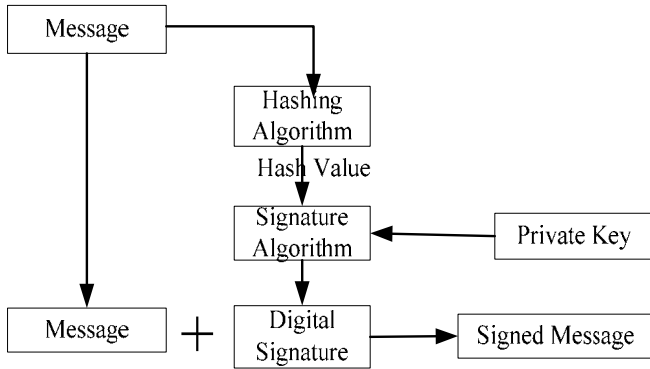 Message
Hashing
Algorithm
Hash Value
Signature
Algorithm
Private Key
Message
+
Digital
Signature
Signed Message